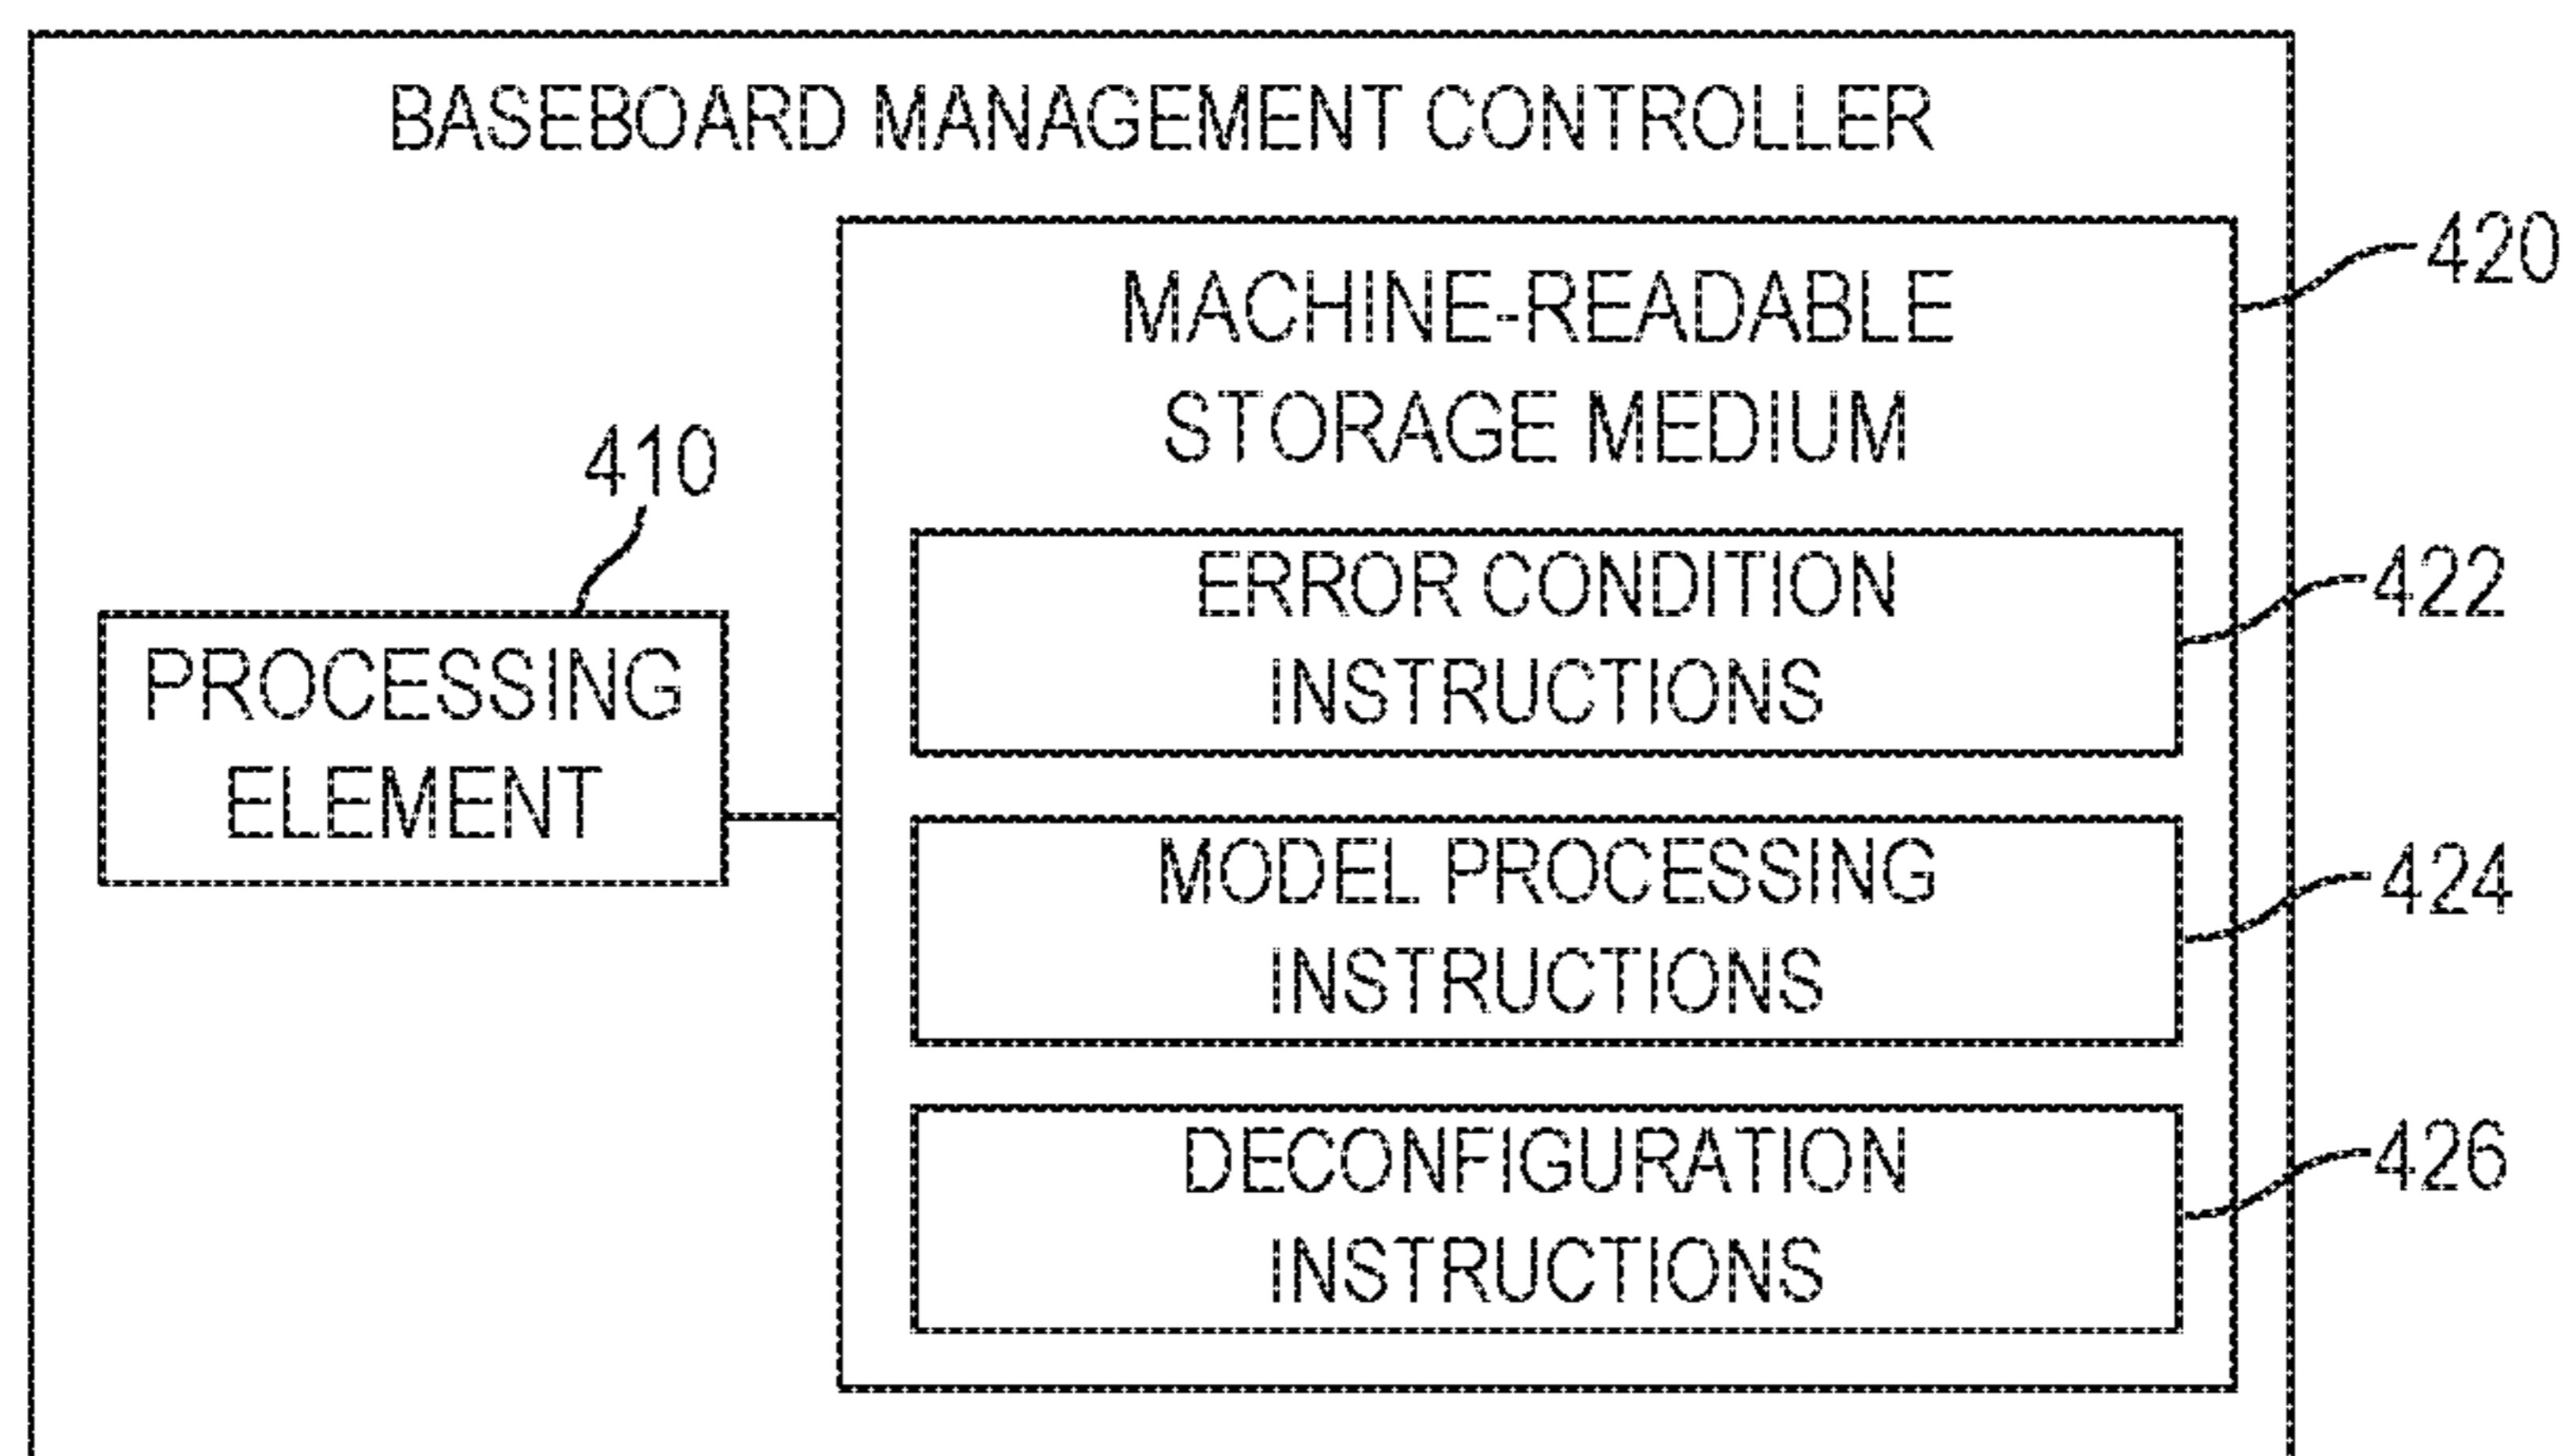 BASEBOARD MANAGEMENT CONTROLLER
420
MACHINE-READABLE
STORAGE MEDIUM
410
PROCESSING
ELEMENT
422
ERROR CONDITION
INSTRUCTIONS
424
MODEL PROCESSING
INSTRUCTIONS
426
DECONFIGURATION
INSTRUCTIONS